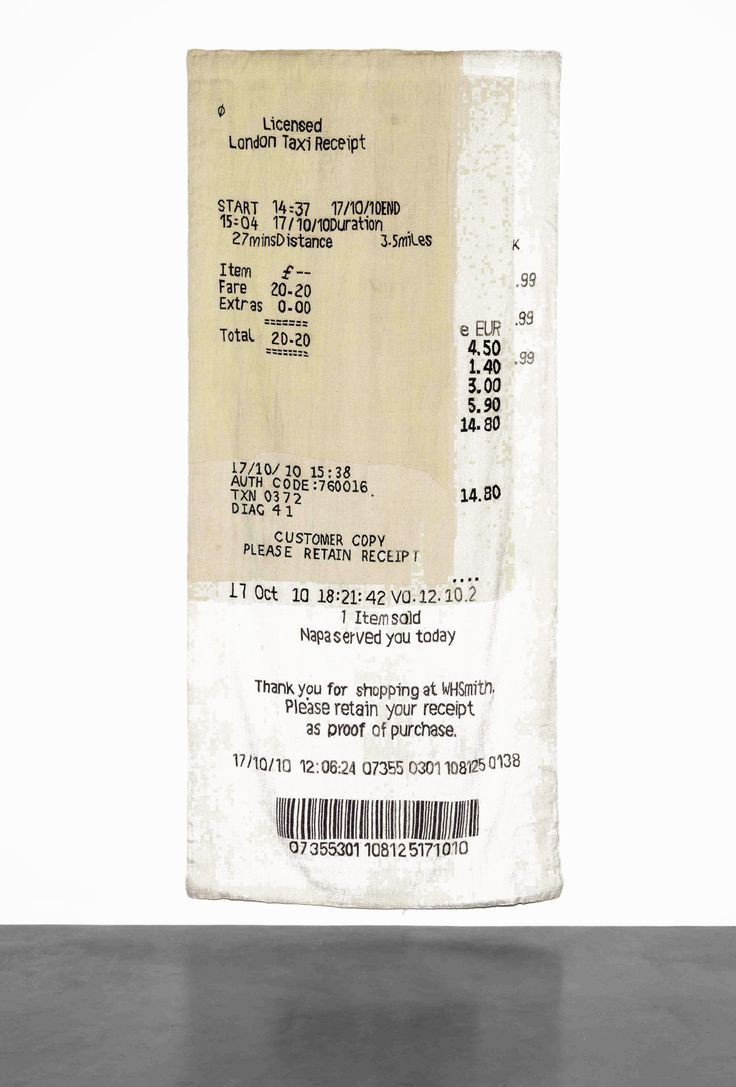 Ø
Licensed
London Taxi Receipt
START 14:37 17/10/10END
15:04 17/10/10Duration
27minsDistance 3.5miles
K
.99
Item £--
Fare 20-20
Extras 0-00
=======
.99
Total 20-20
=======
e EUR
4.50
.99
1.40
3.00
5.90
14.80
17/10/10 15:38
AUTH CODE:760016.
TXN 0372
DIAG 41
14.80
CUSTOMER COPY
PLEASE RETAIN RECEIPT
....
17 Oct 10 18:21:42 V0.12.10.2
1 Item sold
Napa served you today
Thank you for shopping at WHSmith.
Please retain your receipt
as proof of purchase.
17/10/10 12:06:24 07355 0301 108125 0138
07355301108125171010